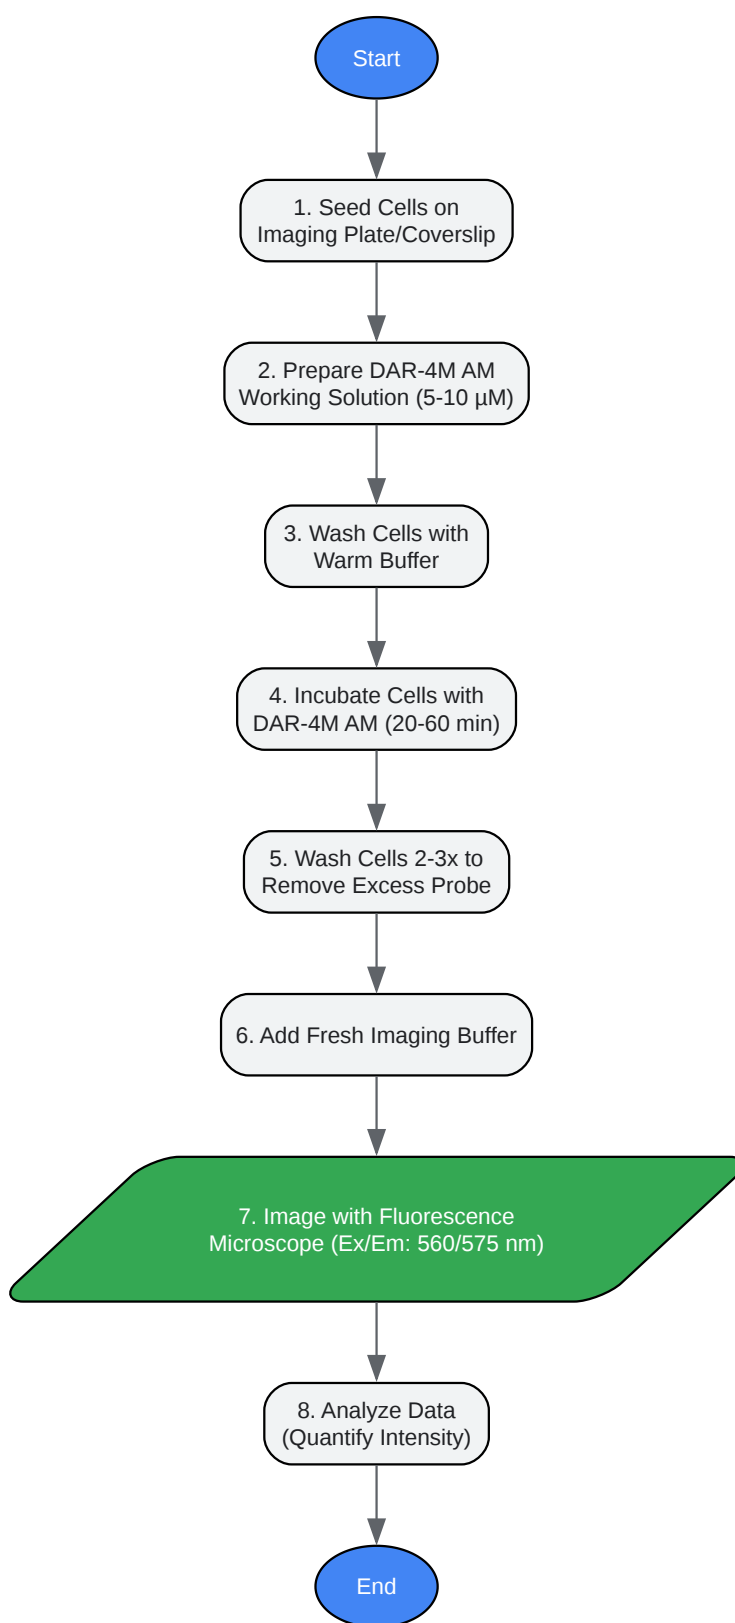 Start
1. Seed Cells on
Imaging Plate/Coverslip
2. Prepare DAR-4M AM
Working Solution (5-10 µM)
3. Wash Cells with
Warm Buffer
4. Incubate Cells with
DAR-4M AM (20-60 min)
5. Wash Cells 2-3x to
Remove Excess Probe
6. Add Fresh Imaging Buffer
7. Image with Fluorescence
Microscope (Ex/Em: 560/575 nm)
8. Analyze Data
(Quantify Intensity)
End